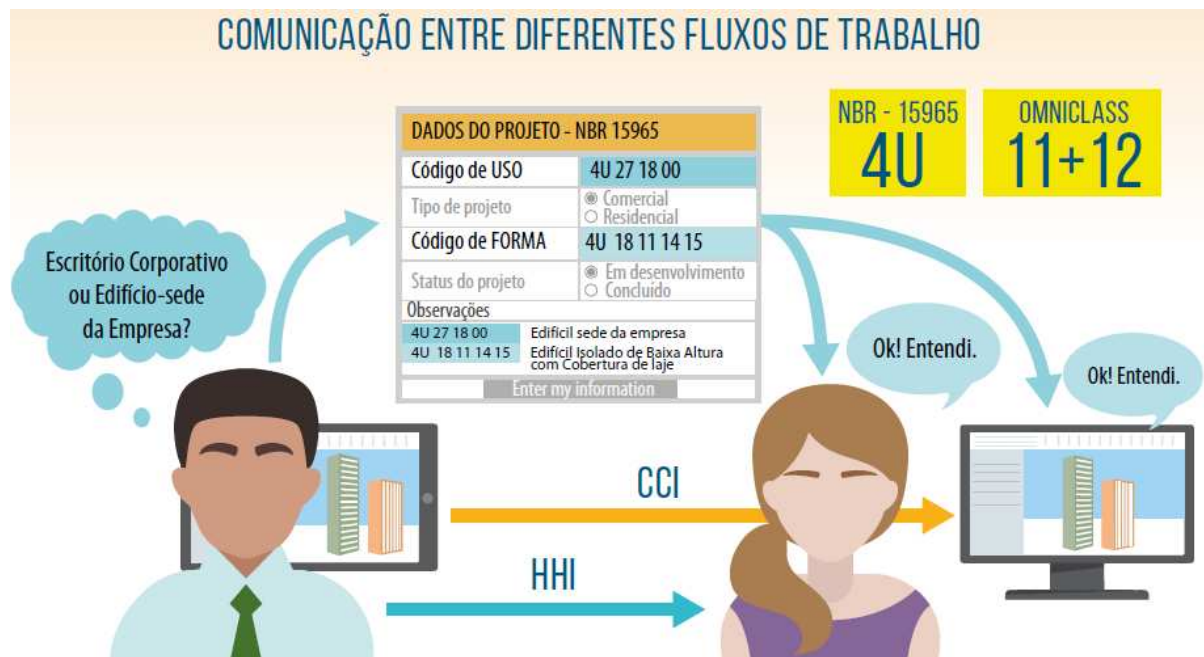 COMUNICAÇÃO ENTRE DIFERENTES FLUXOS DE TRABALHO
NBR - 15965
4U
OMNICLASS
11+12
DADOS DO PROJETO - NBR 15965
Código de USO
4U 27 18 00
Tipo de projeto
Comercial
Residencial
Código de FORMA
4U 18 11 14 15
Status do projeto
Em desenvolvimento
Concluído
Observações
4U 27 18 00 Edifícil sede da empresa
4U 18 11 14 15 Edifícil Isolado de Baixa Altura
com Cobertura de laje
Enter my information
Escritório Corporativo
ou Edifício-sede
da Empresa?
Ok! Entendi.
Ok! Entendi.
CCI
HHI